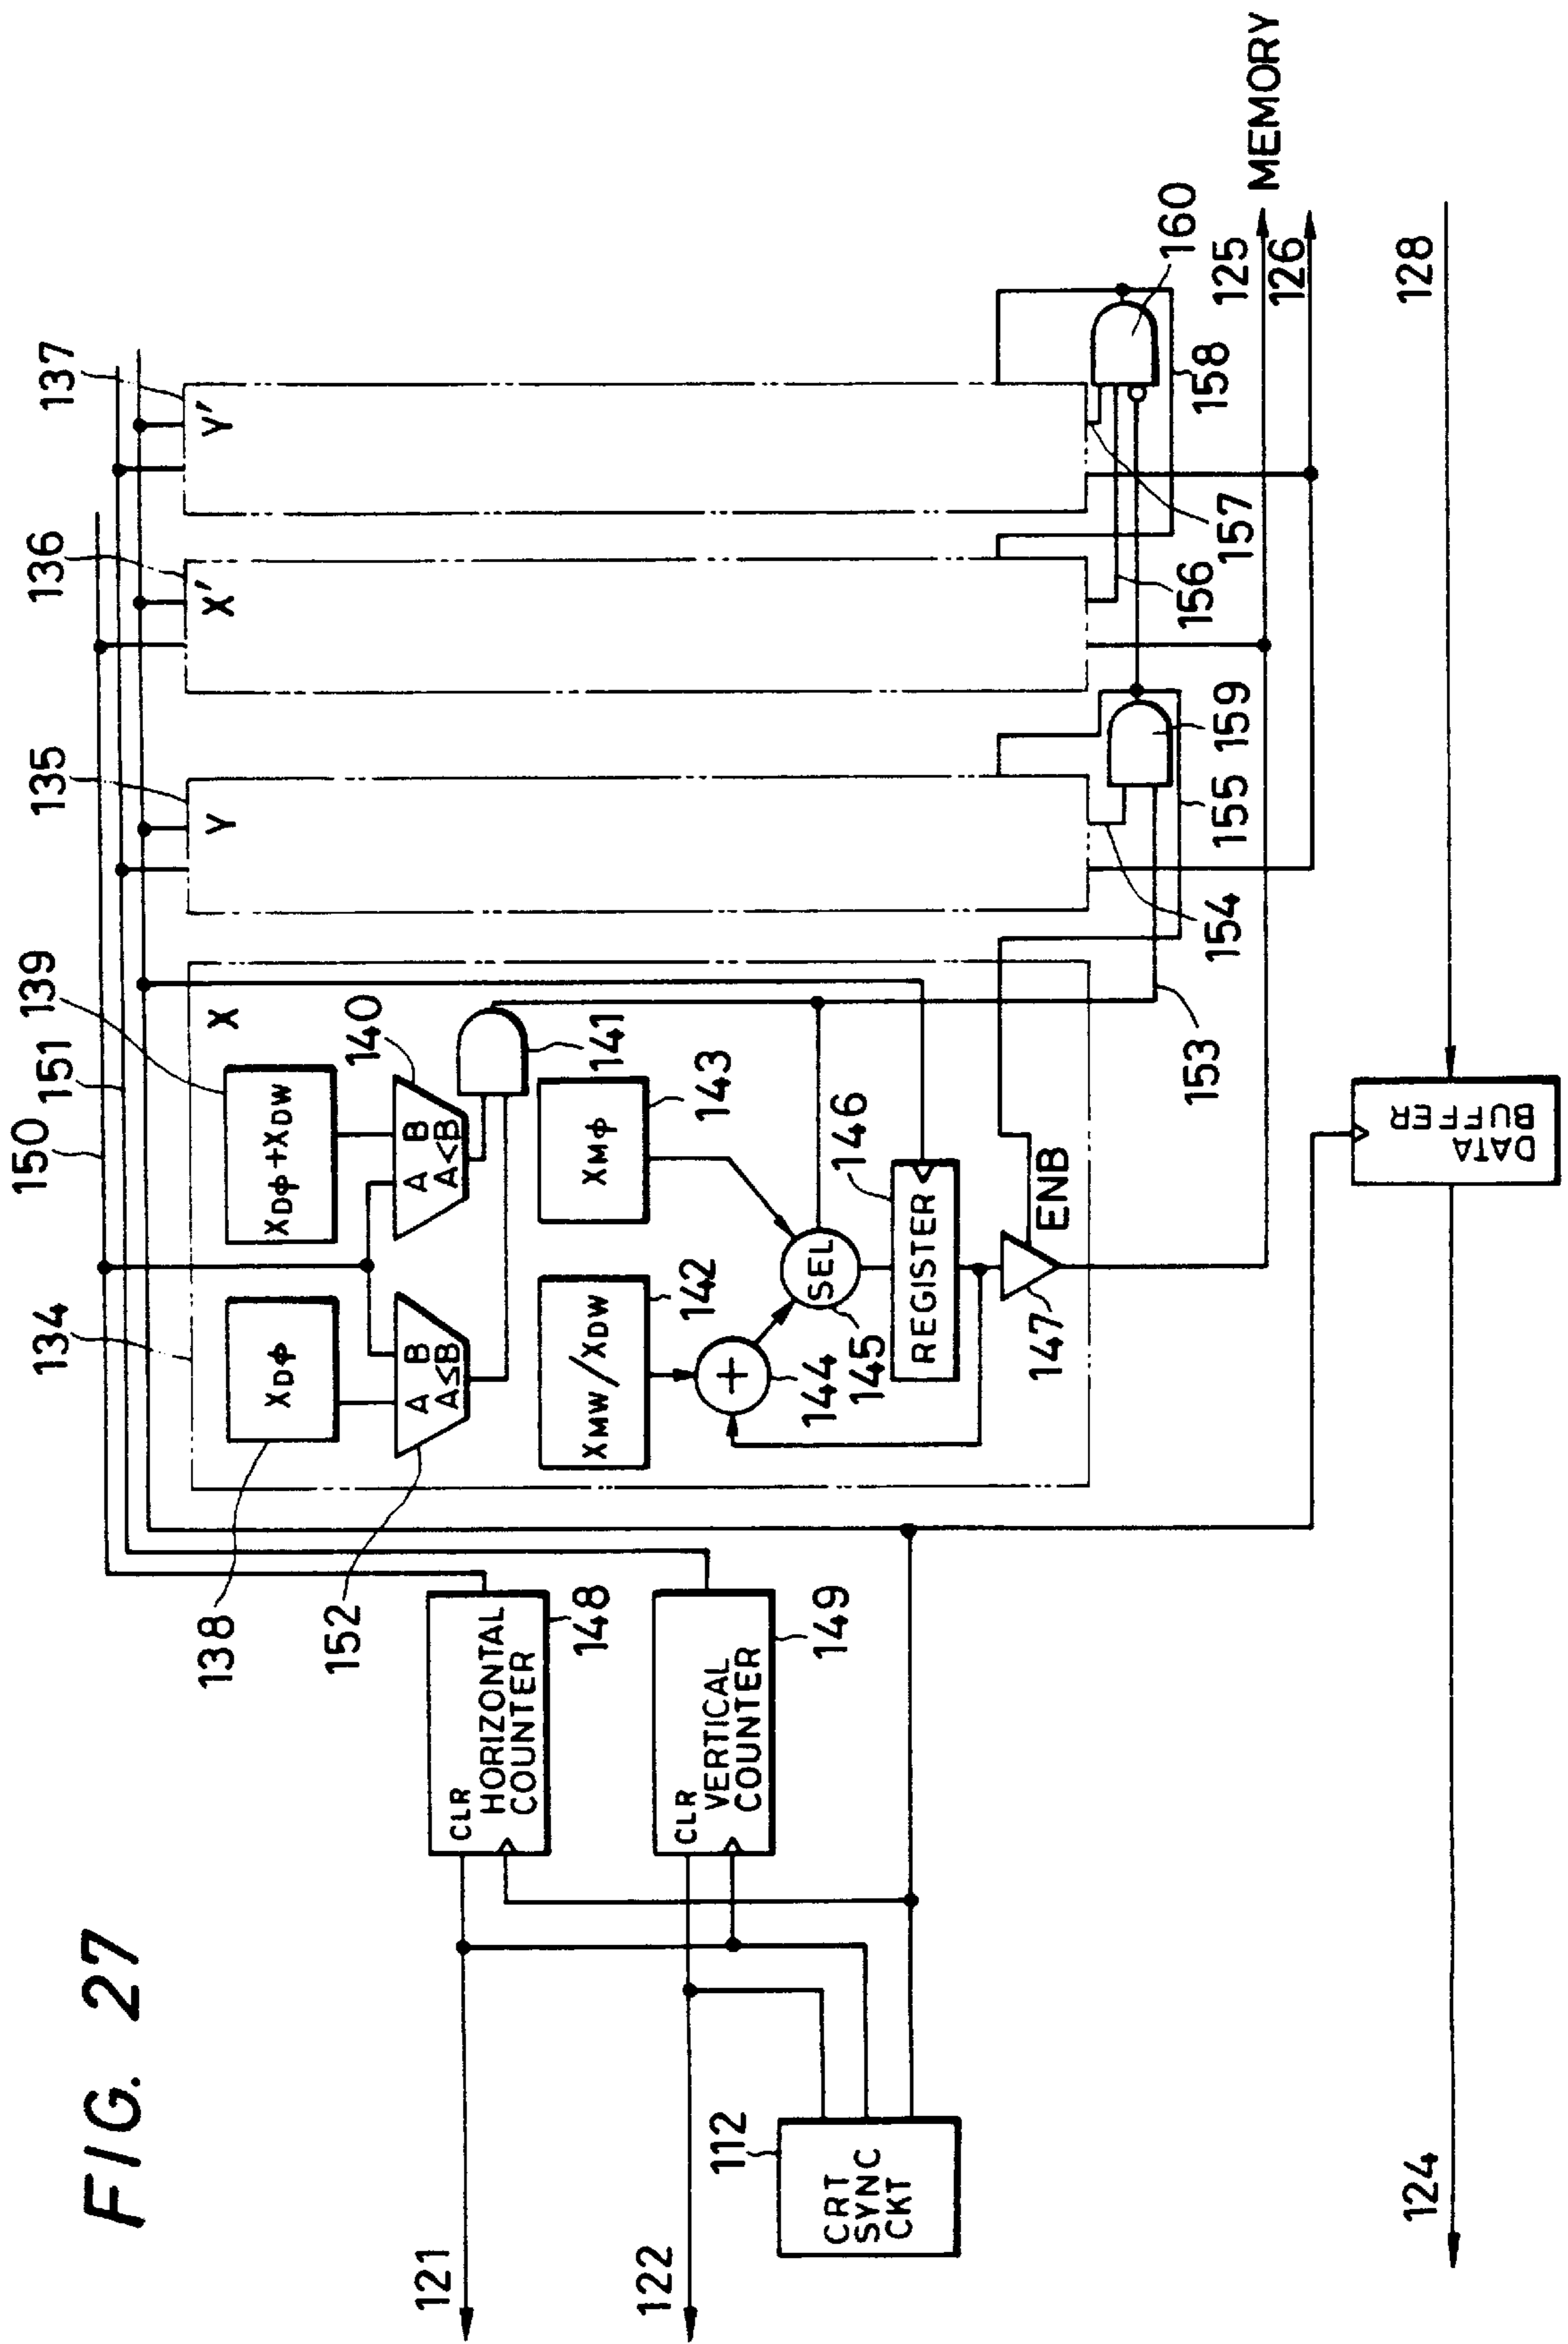 FIG. 27
121
122
112
CRT
SYNC
CKT
CLR
HORIZONTAL
COUNTER
148
CLR
VERTICAL
COUNTER
149
138
152
134
150
151
139
135
136
137
X
XDϕ
XDϕ+XDW
A B
A≤B
A B
A<B
140
141
XMW/XDW
142
XMϕ
143
+
144
SEL
145
REGISTER
146
147
ENB
153
Y
154
155
159
X'
156
Y'
157
158
160
125
126
MEMORY
DATA
BUFFER
128
124